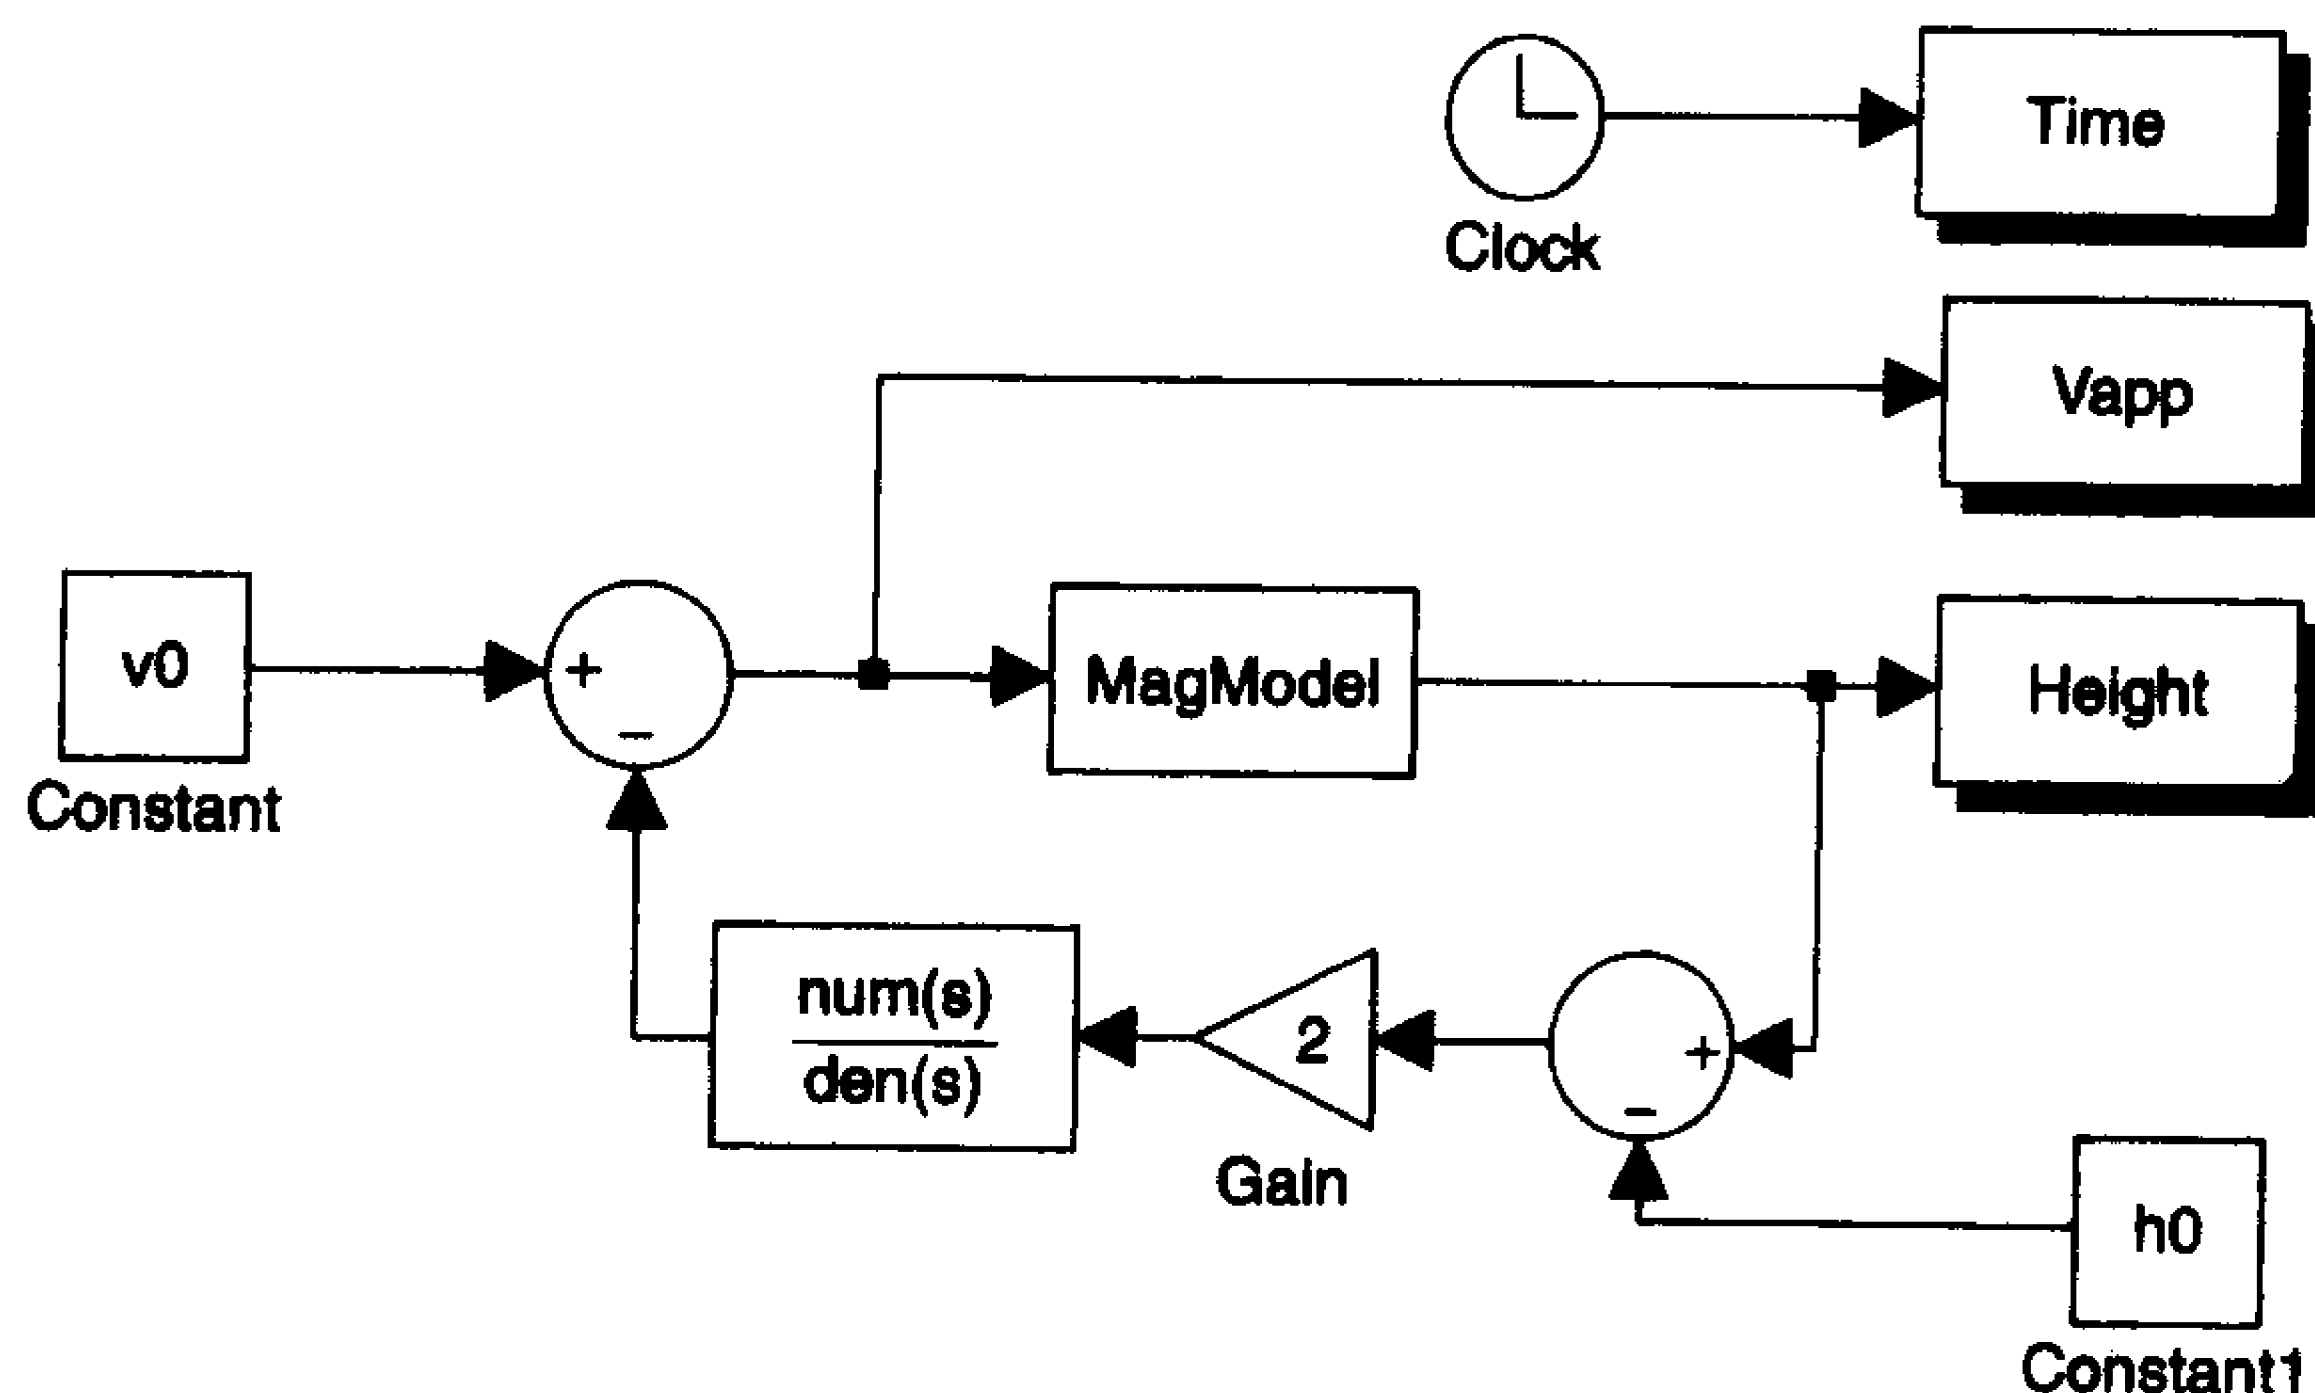 Time
Clock
Vapp
v0
+
−
MagModel
Height
Constant
num(s)
den(s)
2
+
−
Gain
h0
Constant1